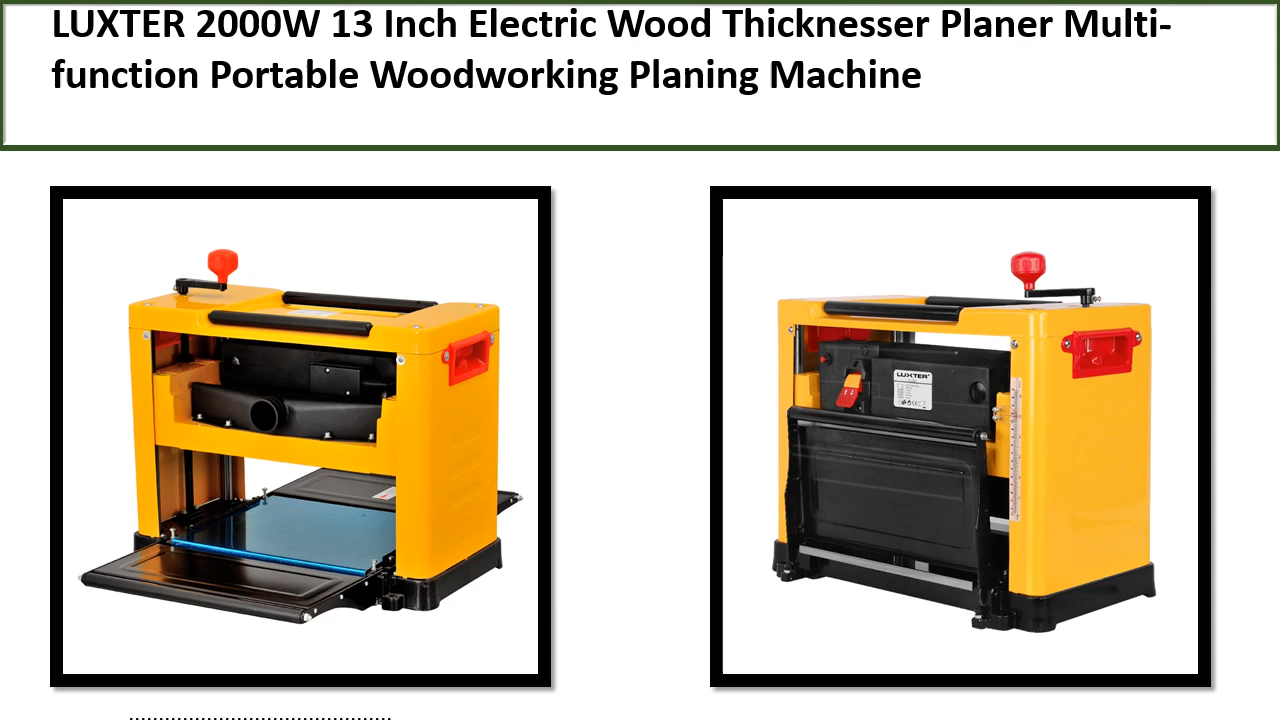 LUXTER 2000W 13 Inch Electric Wood Thicknesser Planer Multi-
function Portable Woodworking Planing Machine
LUXTER
............................................